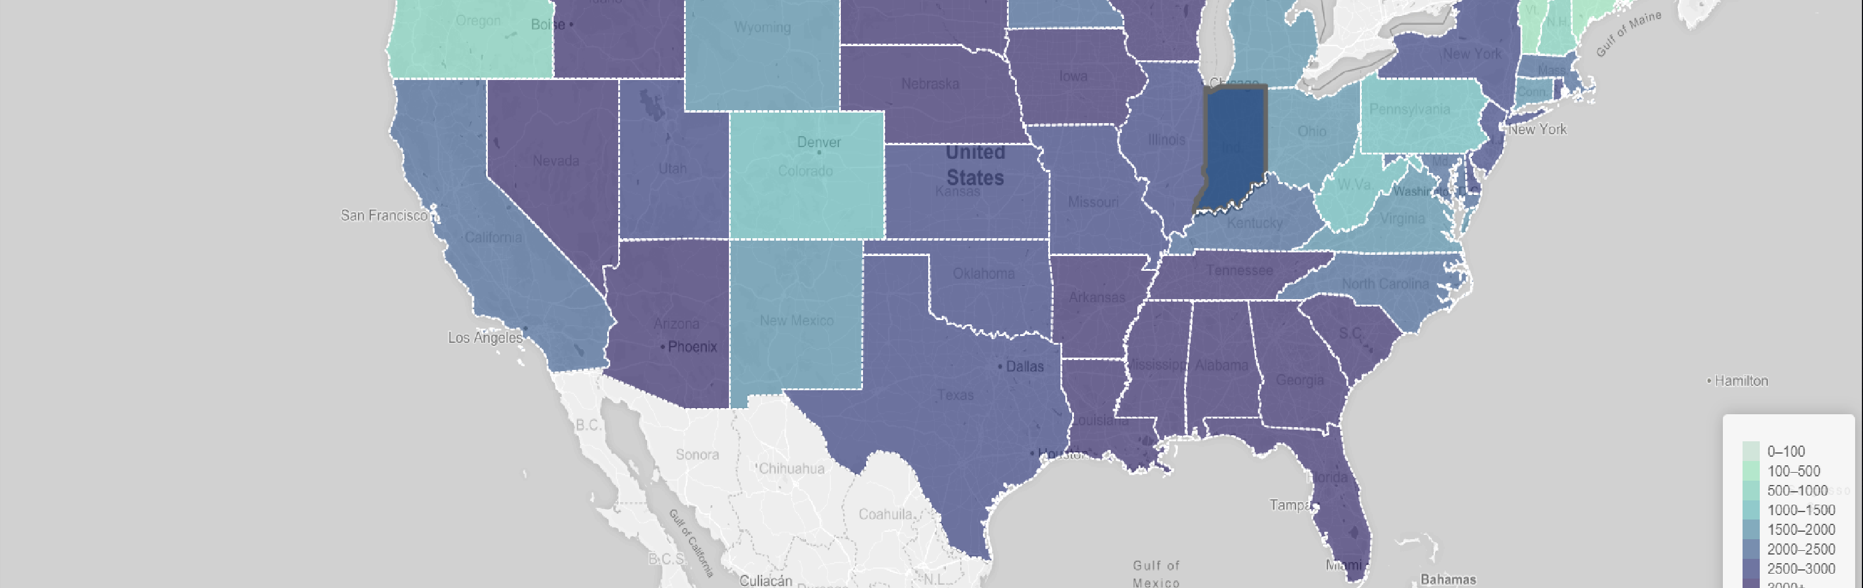 Oregon
Boise
Wyoming
Vt.
N.H.
Gulf of Maine
New York
Nebraska
Iowa
Chicago
Mass.
Conn.
Pennsylvania
New York
Denver
Nevada
Utah
Colorado
United
States
Kansas
Illinois
Ind.
Ohio
Md.
W.Va.
Washington
D.C.
Missouri
San Francisco
California
Kentucky
Virginia
Oklahoma
Tennessee
North Carolina
Arkansas
Arizona
New Mexico
Phoenix
Los Angeles
S.C.
Dallas
Mississippi
Alabama
Georgia
Texas
Hamilton
Louisiana
B.C.
Sonora
Chihuahua
Houston
Florida
Tampa
Gulf of California
Coahuila
B.C.S.
Culiacán
N.L.
Gulf of
Mexico
Miami
Bahamas
0–100
100–500
500–1000
1000–1500
1500–2000
2000–2500
2500–3000
3000+